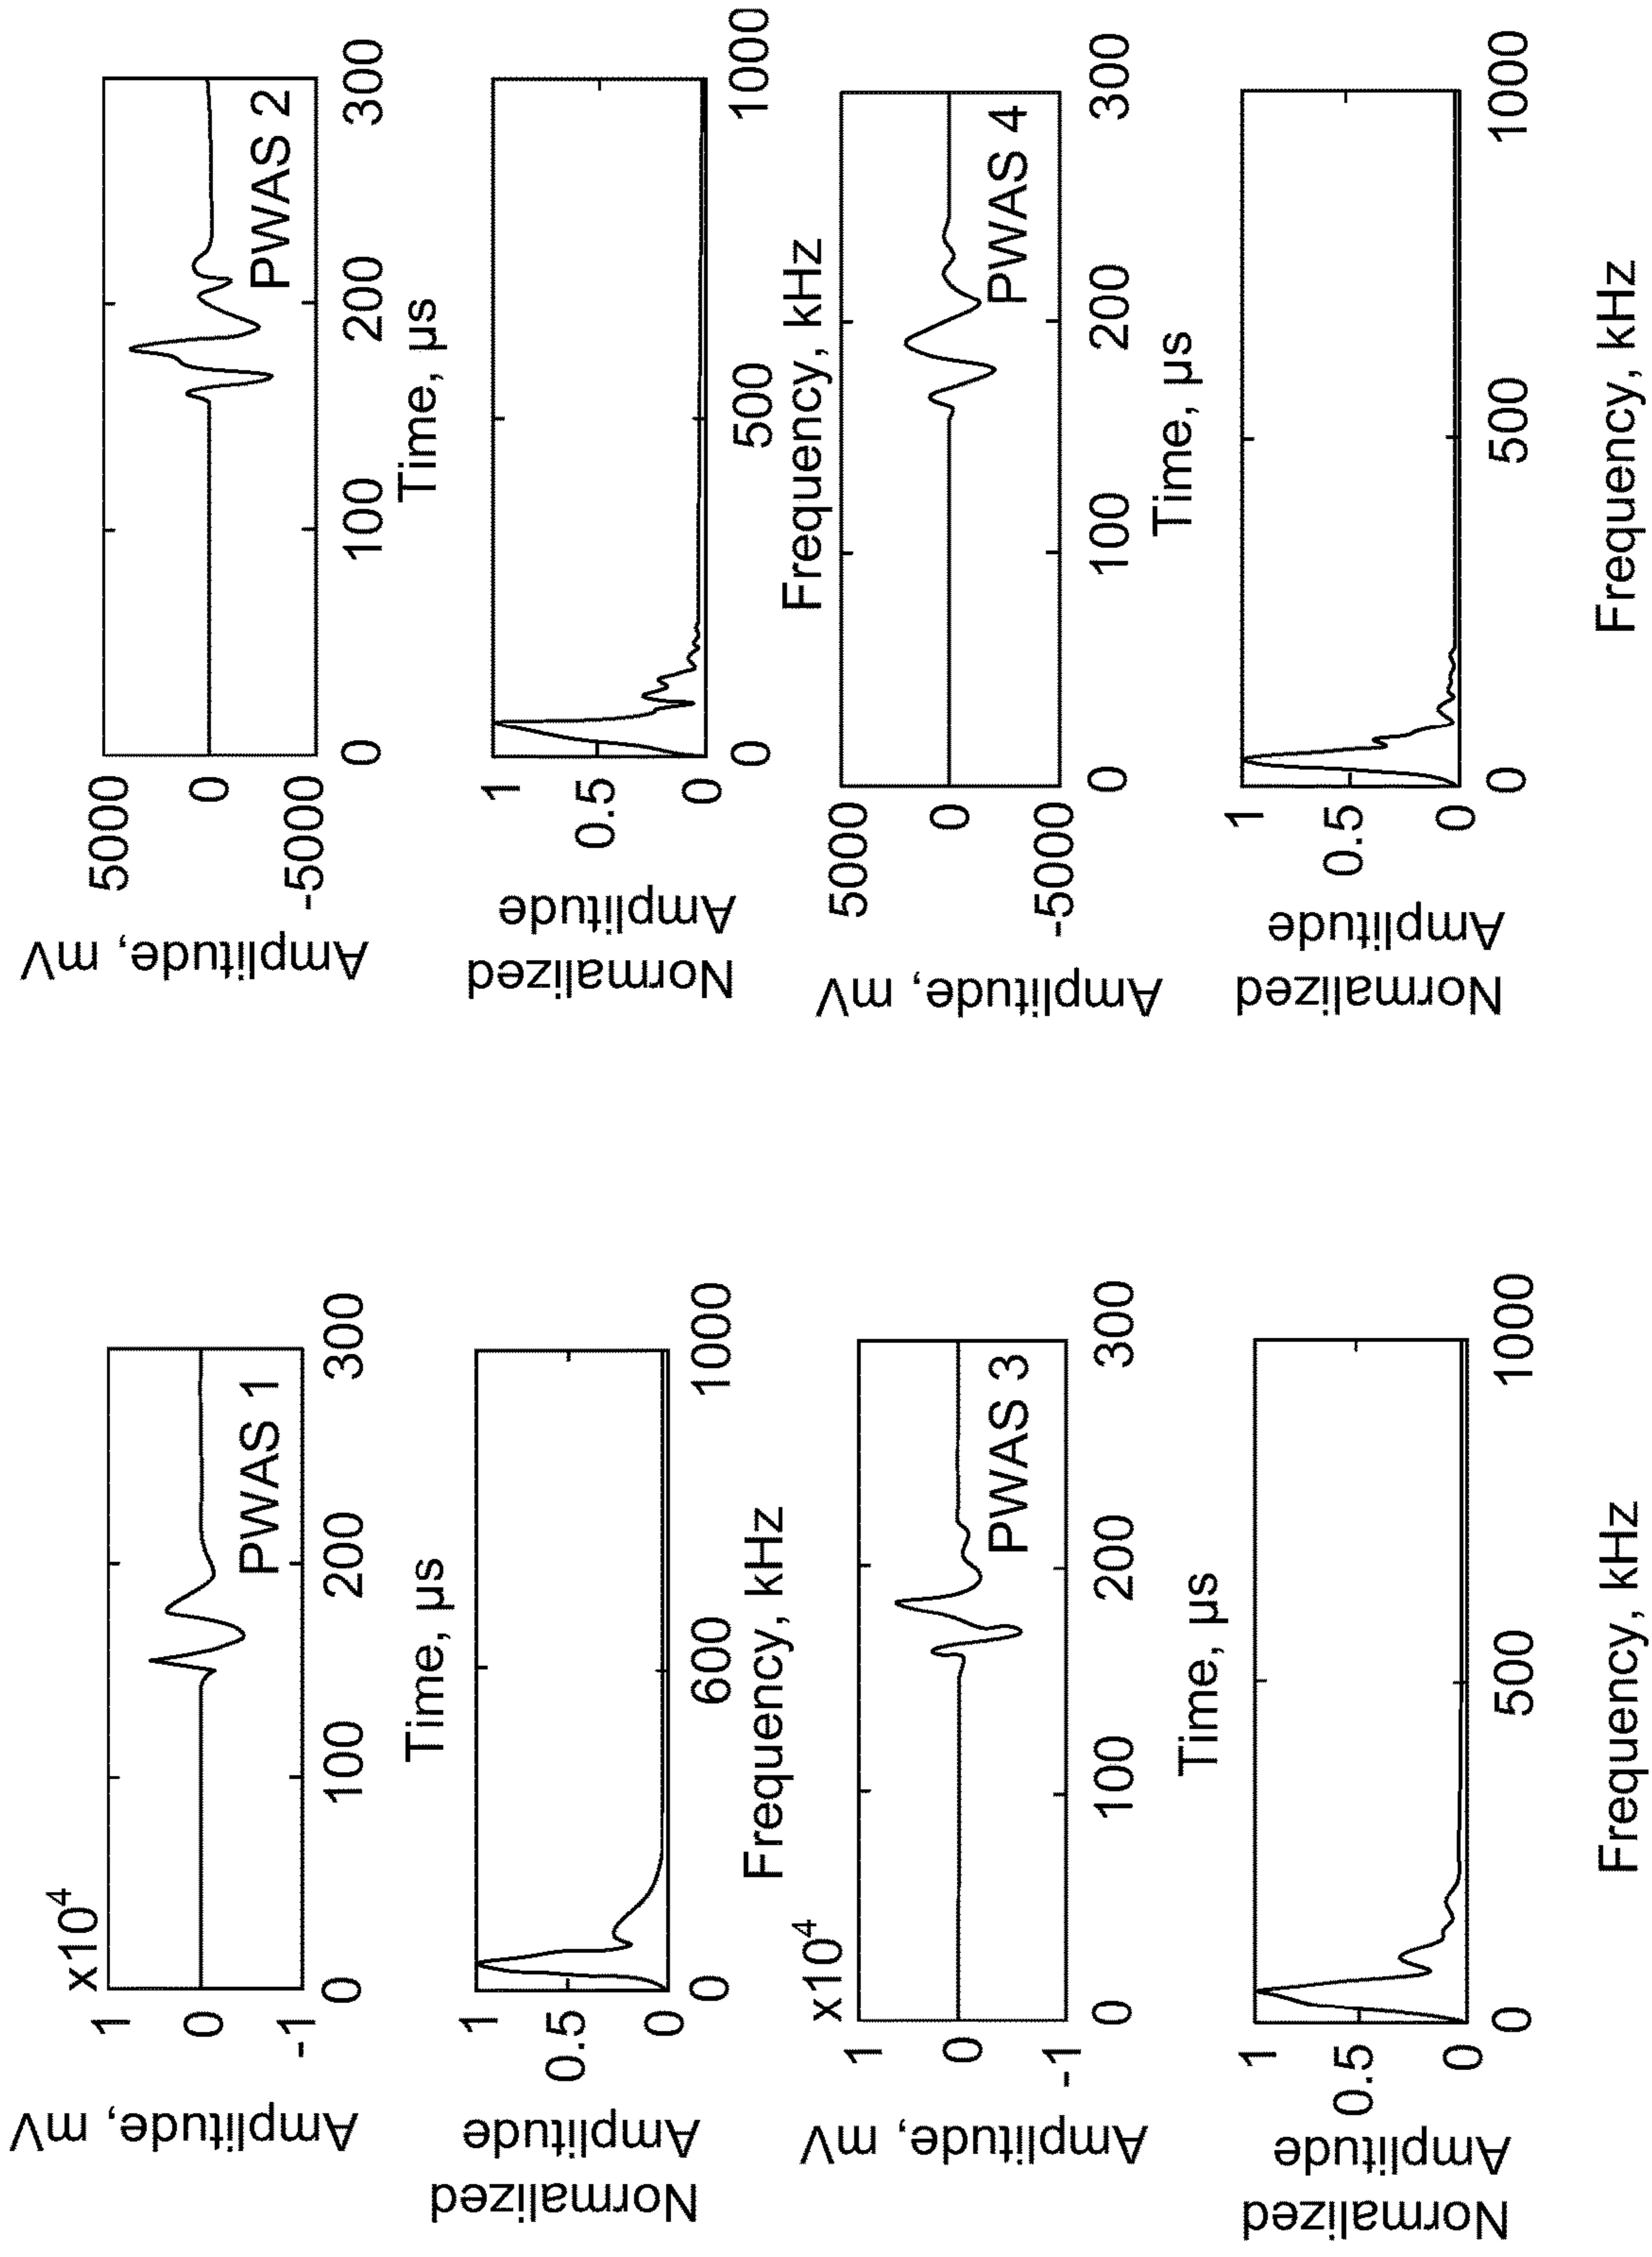 Amplitude, mV
x10⁴
1
0
-1
PWAS 1
0 100 200 300
Time, µs
Normalized
Amplitude
1
0.5
0
0 600 1000
Frequency, kHz
Amplitude, mV
5000
0
-5000
PWAS 2
0 100 200 300
Time, µs
Normalized
Amplitude
1
0.5
0
0 500 1000
Frequency, kHz
Amplitude, mV
x10⁴
1
0
-1
PWAS 3
0 100 200 300
Time, µs
Normalized
Amplitude
1
0.5
0
0 500 1000
Frequency, kHz
Amplitude, mV
5000
0
-5000
PWAS 4
0 100 200 300
Time, µs
Normalized
Amplitude
1
0.5
0
0 500 1000
Frequency, kHz